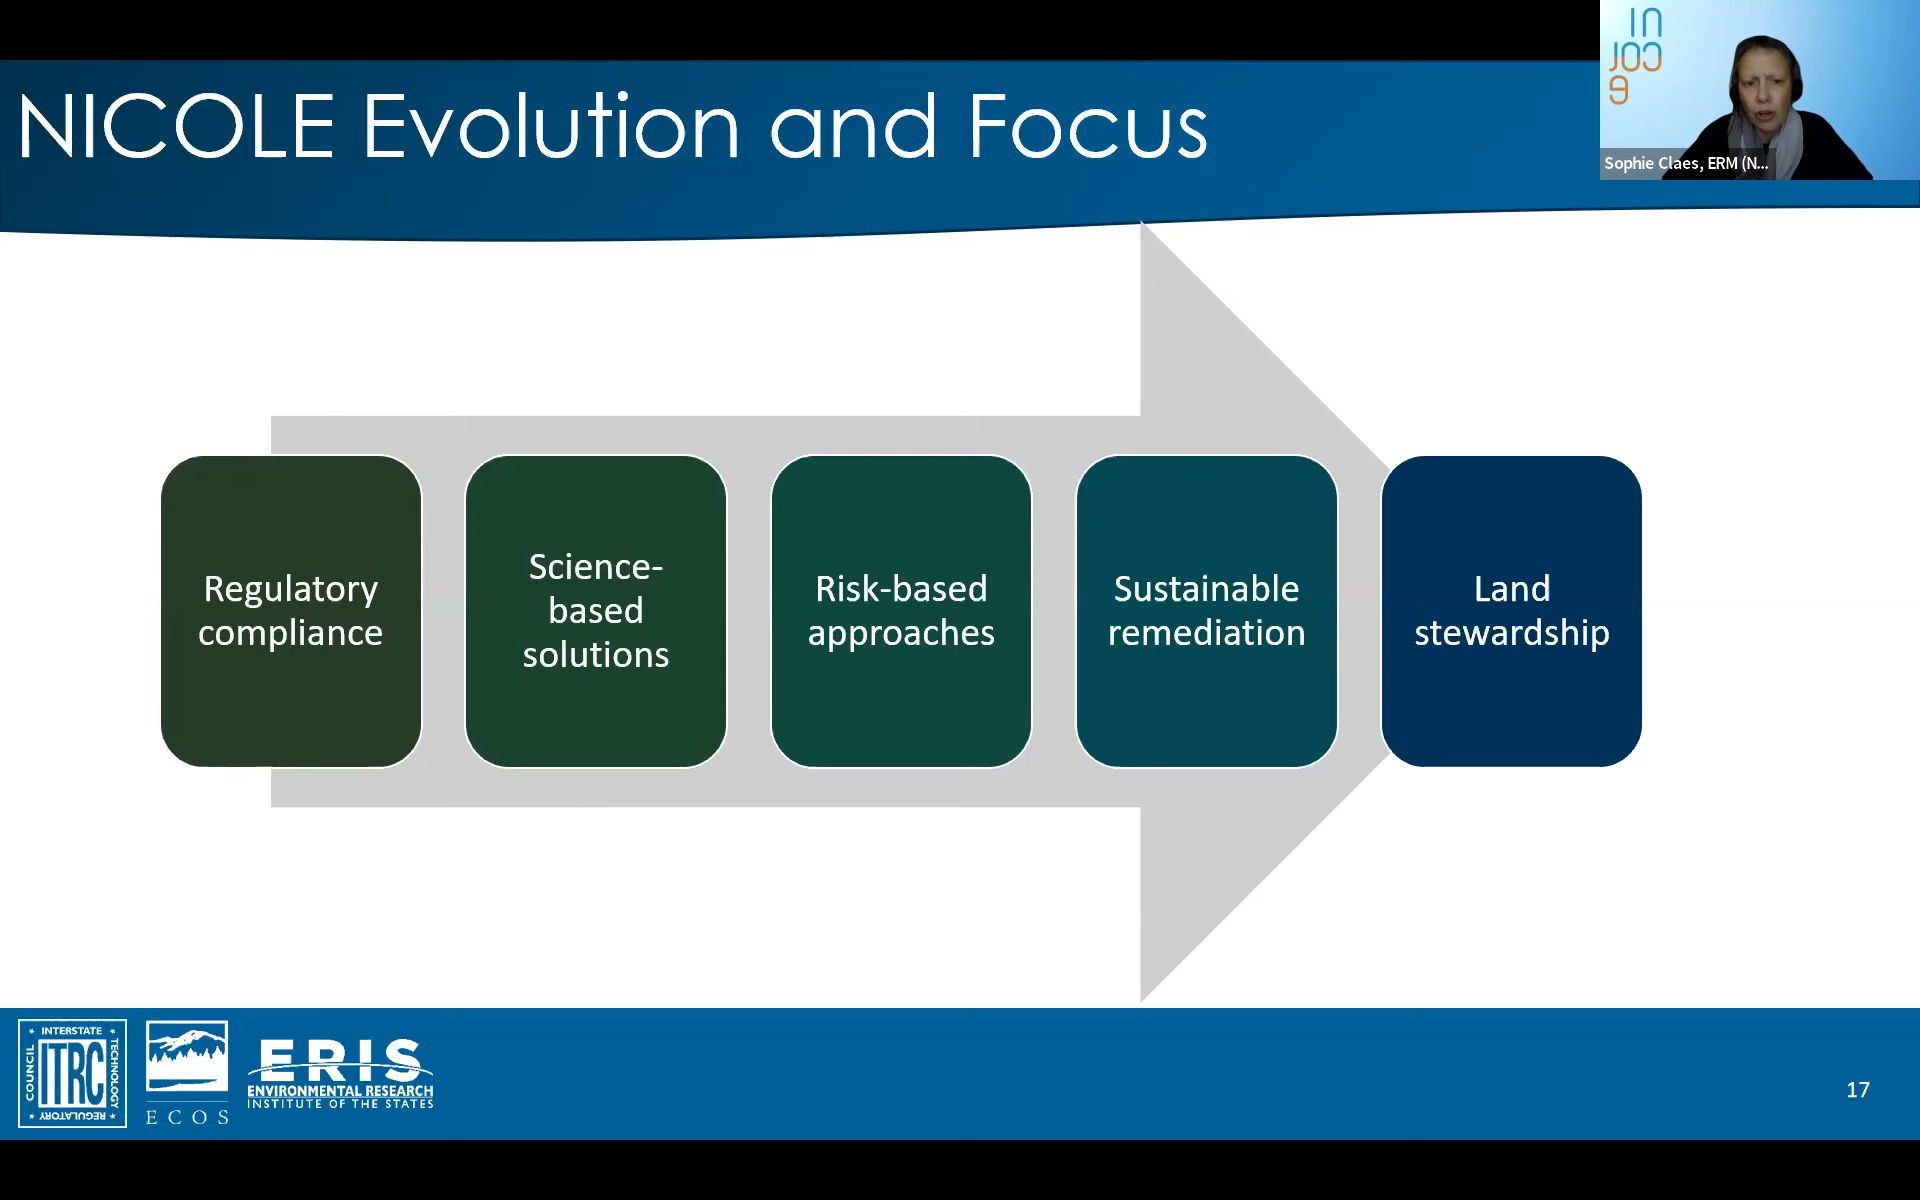 NICOLE Evolution and Focus
Sophie Claes, ERM (N...
Regulatory
compliance
Science-
based
solutions
Risk-based
approaches
Sustainable
remediation
Land
stewardship
INTERSTATE
TECHNOLOGY
REGULATORY
COUNCIL
ITRC
ECOS
ERIS
ENVIRONMENTAL RESEARCH
INSTITUTE OF THE STATES
17